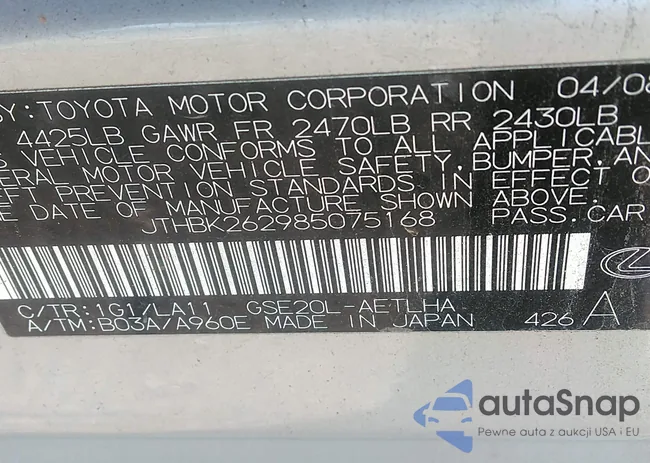 BY:TOYOTA MOTOR CORPORATION 04/08
4425LB GAWR FR 2470LB RR 2430LB
VEHICLE CONFORMS TO ALL APPLICABL
ERAL MOTOR VEHICLE SAFETY, BUMPER, AN
EFT PREVENTION STANDARDS IN EFFECT O
E DATE OF MANUFACTURE SHOWN ABOVE.
JTHBK262985075168 PASS.CAR
C/TR:1G1/LA11 GSE20L-AETLHA
A/TM:B03A/A960E MADE IN JAPAN 426 A
autoSnap
Pewne auta z aukcji USA i EU